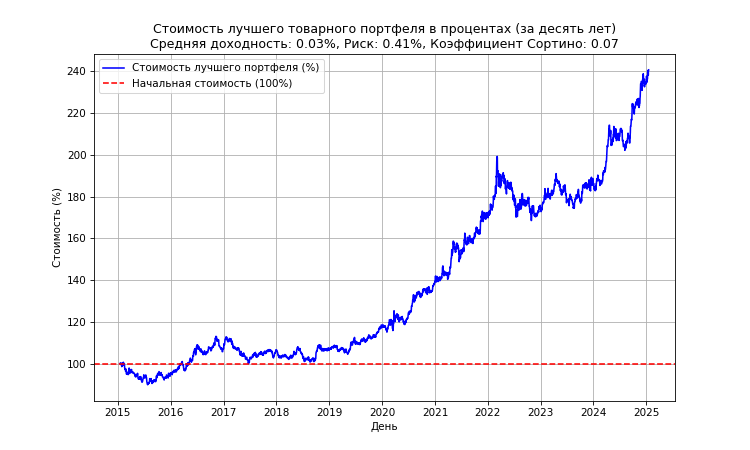 Стоимость лучшего товарного портфеля в процентах (за десять лет)
Средняя доходность: 0.03%, Риск: 0.41%, Коэффициент Сортино: 0.07
Стоимость лучшего портфеля (%)
Начальная стоимость (100%)
Стоимость (%)
240
220
200
180
160
140
120
100
2015 2016 2017 2018 2019 2020 2021 2022 2023 2024 2025
День